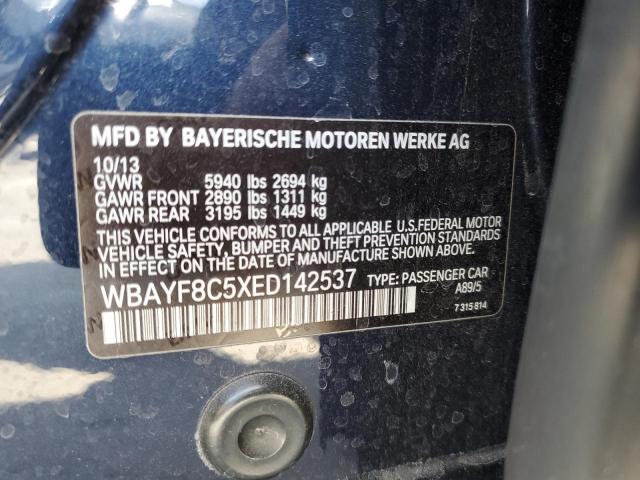 MFD BY BAYERISCHE MOTOREN WERKE AG
10/13
GVWR 5940 lbs 2694 kg
GAWR FRONT 2890 lbs 1311 kg
GAWR REAR 3195 lbs 1449 kg
THIS VEHICLE CONFORMS TO ALL APPLICABLE U.S.FEDERAL MOTOR
VEHICLE SAFETY, BUMPER AND THEFT PREVENTION STANDARDS
IN EFFECT ON THE DATE OF MANUFACTURE SHOWN ABOVE.
WBAYF8C5XED142537 TYPE: PASSENGER CAR
A89/5
7 315 814